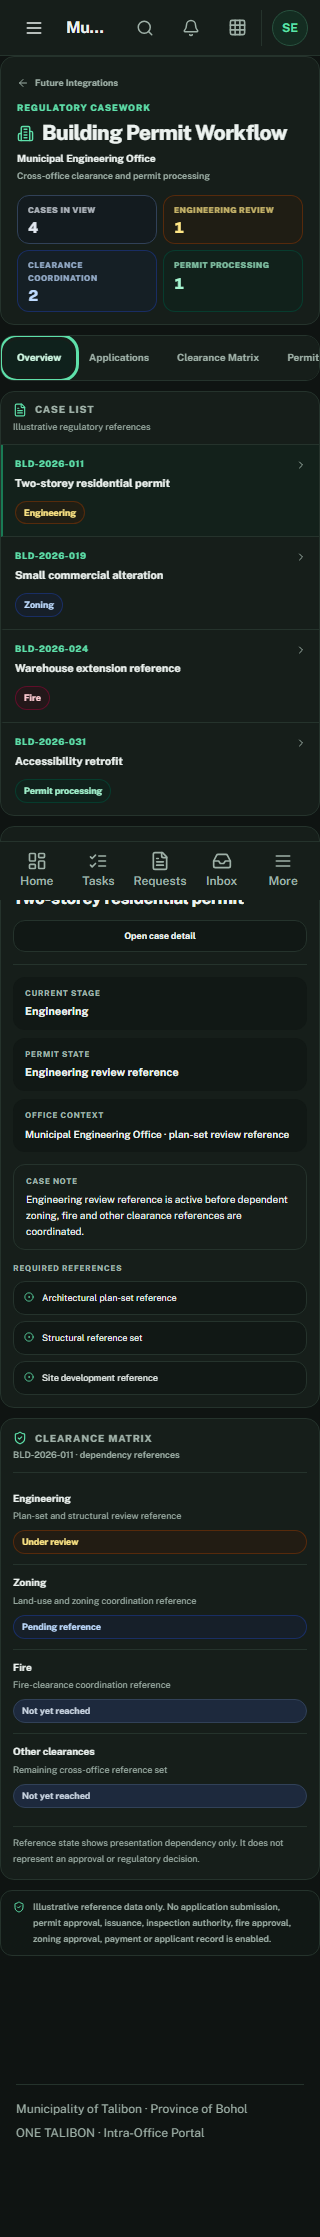 Mu...
SE
Future Integrations
REGULATORY CASEWORK
Building Permit Workflow
Municipal Engineering Office
Cross-office clearance and permit processing
CASES IN VIEW
4
ENGINEERING REVIEW
1
CLEARANCE
COORDINATION
2
PERMIT PROCESSING
1
Overview
Applications
Clearance Matrix
Permit
CASE LIST
Illustrative regulatory references
BLD-2026-011
Two-storey residential permit
Engineering
BLD-2026-019
Small commercial alteration
Zoning
BLD-2026-024
Warehouse extension reference
Fire
BLD-2026-031
Accessibility retrofit
Permit processing
Home
Tasks
Requests
Inbox
More
Two-storey residential permit
Open case detail
CURRENT STAGE
Engineering
PERMIT STATE
Engineering review reference
OFFICE CONTEXT
Municipal Engineering Office · plan-set review reference
CASE NOTE
Engineering review reference is active before dependent
zoning, fire and other clearance references are
coordinated.
REQUIRED REFERENCES
Architectural plan-set reference
Structural reference set
Site development reference
CLEARANCE MATRIX
BLD-2026-011 · dependency references
Engineering
Plan-set and structural review reference
Under review
Zoning
Land-use and zoning coordination reference
Pending reference
Fire
Fire-clearance coordination reference
Not yet reached
Other clearances
Remaining cross-office reference set
Not yet reached
Reference state shows presentation dependency only. It does not
represent an approval or regulatory decision.
Illustrative reference data only. No application submission,
permit approval, issuance, inspection authority, fire approval,
zoning approval, payment or applicant record is enabled.
Municipality of Talibon · Province of Bohol
ONE TALIBON · Intra-Office Portal